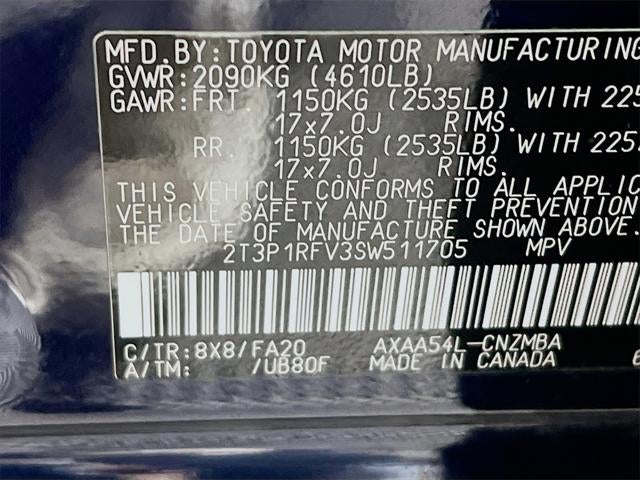 MFD. BY: TOYOTA MOTOR MANUFACTURING
GVWR: 2090KG (4610LB)
GAWR: FRT. 1150KG (2535LB) WITH 225
17x7.0J RIMS.
RR. 1150KG (2535LB) WITH 225
17x7.0J RIMS.
THIS VEHICLE CONFORMS TO ALL APPLIC
VEHICLE SAFETY AND THEFT PREVENTION
THE DATE OF MANUFACTURE SHOWN ABOVE.
2T3P1RFV3SW511705 MPV
C/TR: 8X8/FA20 AXAA54L-CNZMBA
A/TM: /UB80F MADE IN CANADA